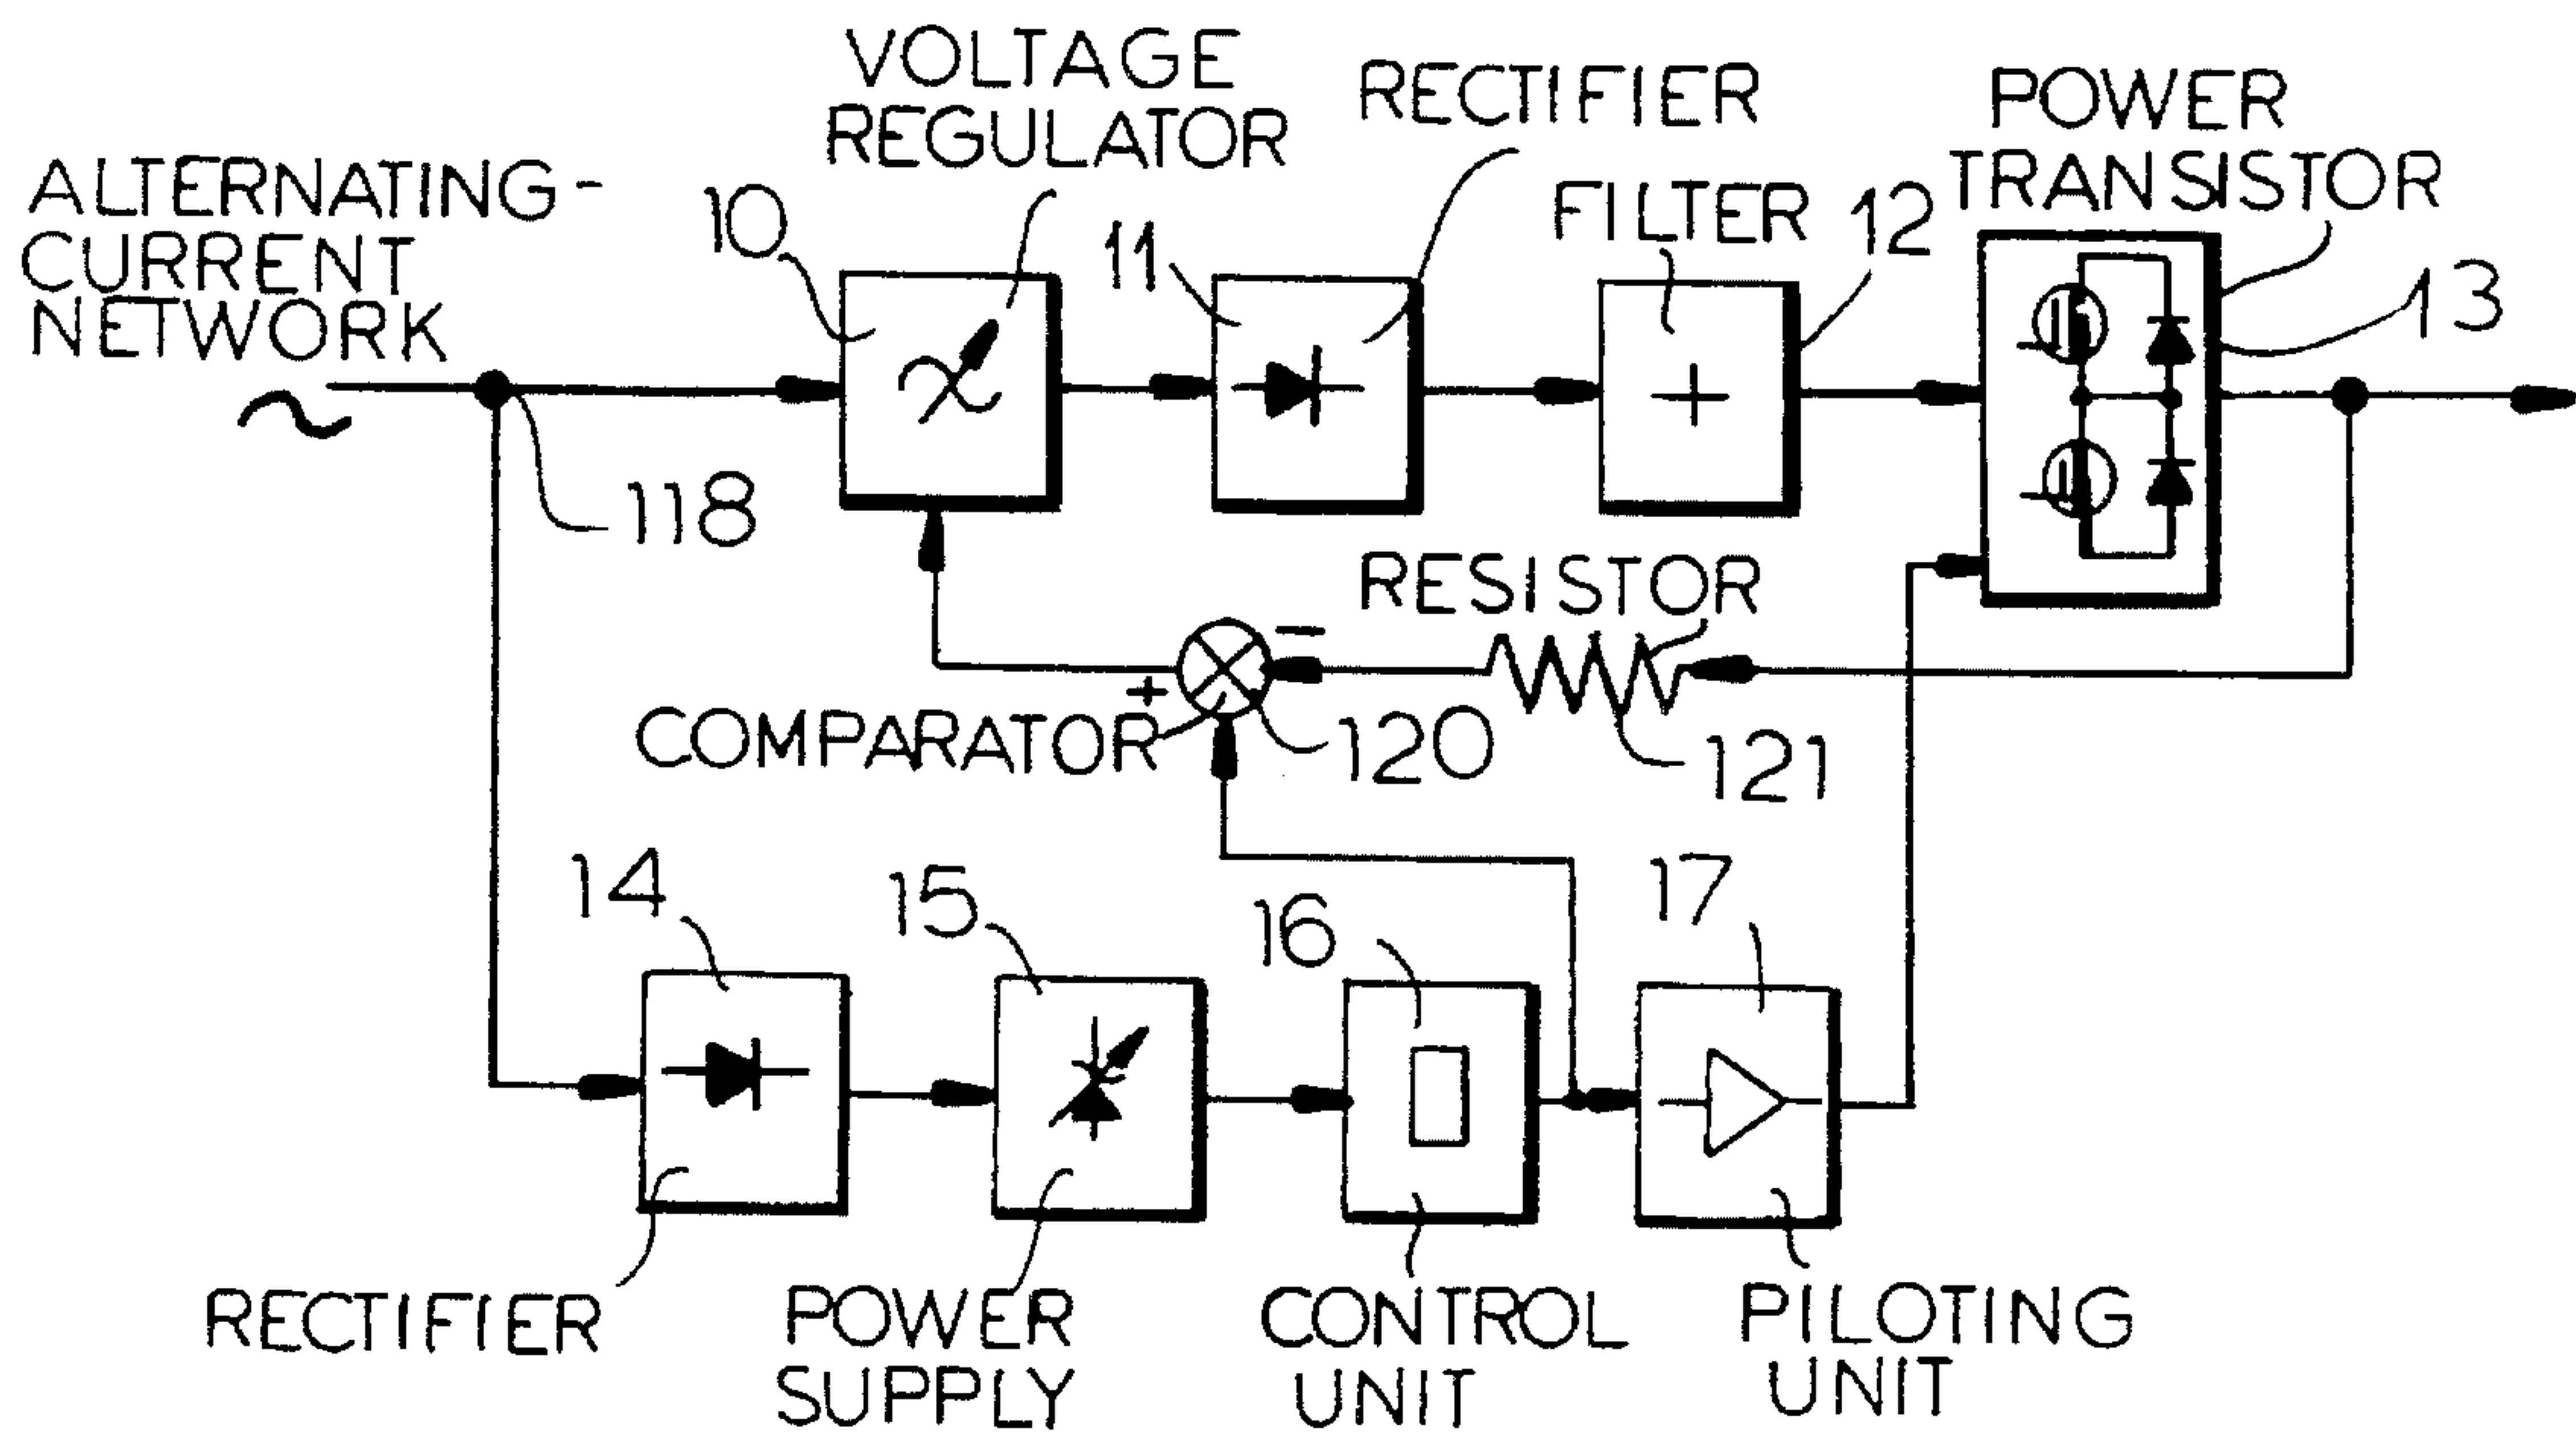 VOLTAGE
REGULATOR
RECTIFIER
POWER
TRANSISTOR
ALTERNATING-
CURRENT
NETWORK
10
11
FILTER
12
13
118
RESISTOR
−
+
COMPARATOR
120
121
14
15
16
17
RECTIFIER
POWER
SUPPLY
CONTROL
UNIT
PILOTING
UNIT